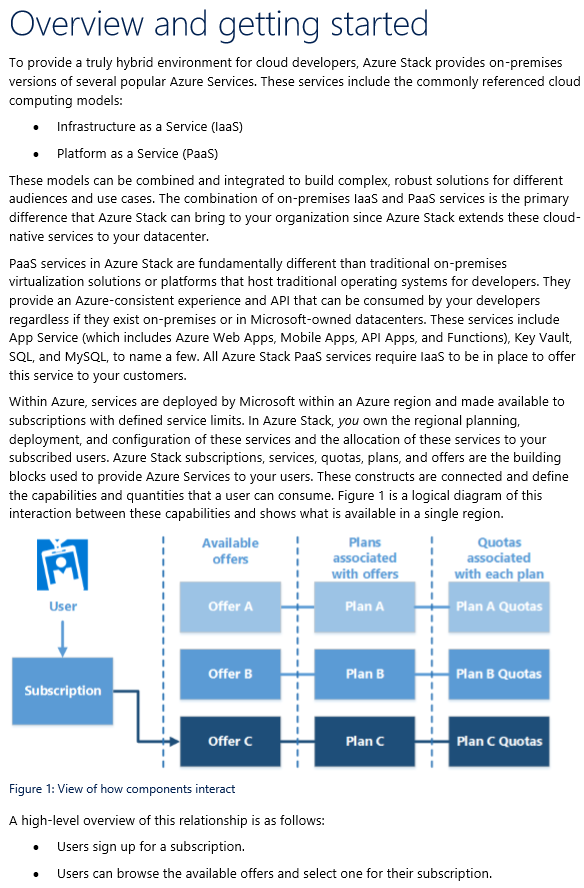 Overview and getting started
To provide a truly hybrid environment for cloud developers, Azure Stack provides on-premises
versions of several popular Azure Services. These services include the commonly referenced cloud
computing models:
• Infrastructure as a Service (IaaS)
• Platform as a Service (PaaS)
These models can be combined and integrated to build complex, robust solutions for different
audiences and use cases. The combination of on-premises IaaS and PaaS services is the primary
difference that Azure Stack can bring to your organization since Azure Stack extends these cloud-
native services to your datacenter.
PaaS services in Azure Stack are fundamentally different than traditional on-premises
virtualization solutions or platforms that host traditional operating systems for developers. They
provide an Azure-consistent experience and API that can be consumed by your developers
regardless if they exist on-premises or in Microsoft-owned datacenters. These services include
App Service (which includes Azure Web Apps, Mobile Apps, API Apps, and Functions), Key Vault,
SQL, and MySQL, to name a few. All Azure Stack PaaS services require IaaS to be in place to offer
this service to your customers.
Within Azure, services are deployed by Microsoft within an Azure region and made available to
subscriptions with defined service limits. In Azure Stack, you own the regional planning,
deployment, and configuration of these services and the allocation of these services to your
subscribed users. Azure Stack subscriptions, services, quotas, plans, and offers are the building
blocks used to provide Azure Services to your users. These constructs are connected and define
the capabilities and quantities that a user can consume. Figure 1 is a logical diagram of this
interaction between these capabilities and shows what is available in a single region.
User
Subscription
Available
offers
Offer A
Offer B
Offer C
Plans
associated
with offers
Plan A
Plan B
Plan C
Quotas
associated
with each plan
Plan A Quotas
Plan B Quotas
Plan C Quotas
Figure 1: View of how components interact
A high-level overview of this relationship is as follows:
• Users sign up for a subscription.
• Users can browse the available offers and select one for their subscription.